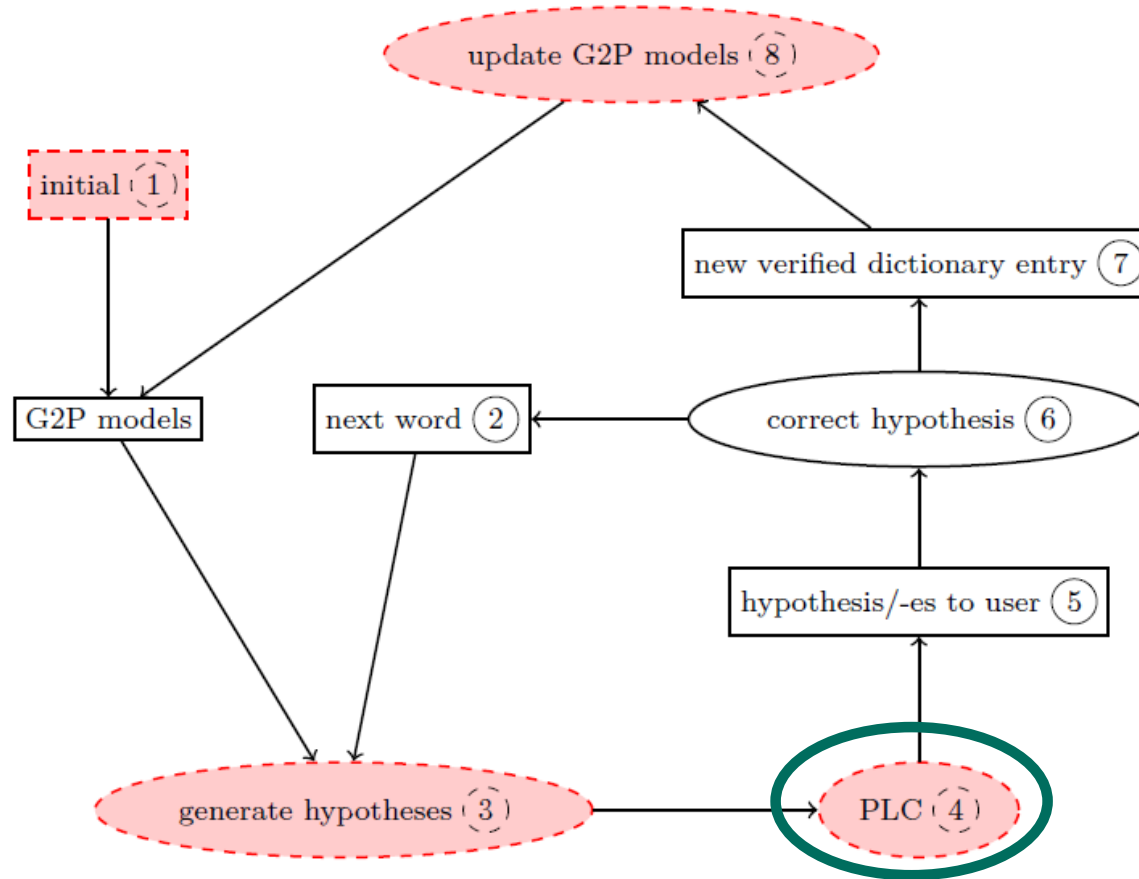 update G2P models 8
initial 1
new verified dictionary entry 7
G2P models
next word 2
correct hypothesis 6
hypothesis/-es to user 5
generate hypotheses 3
PLC 4